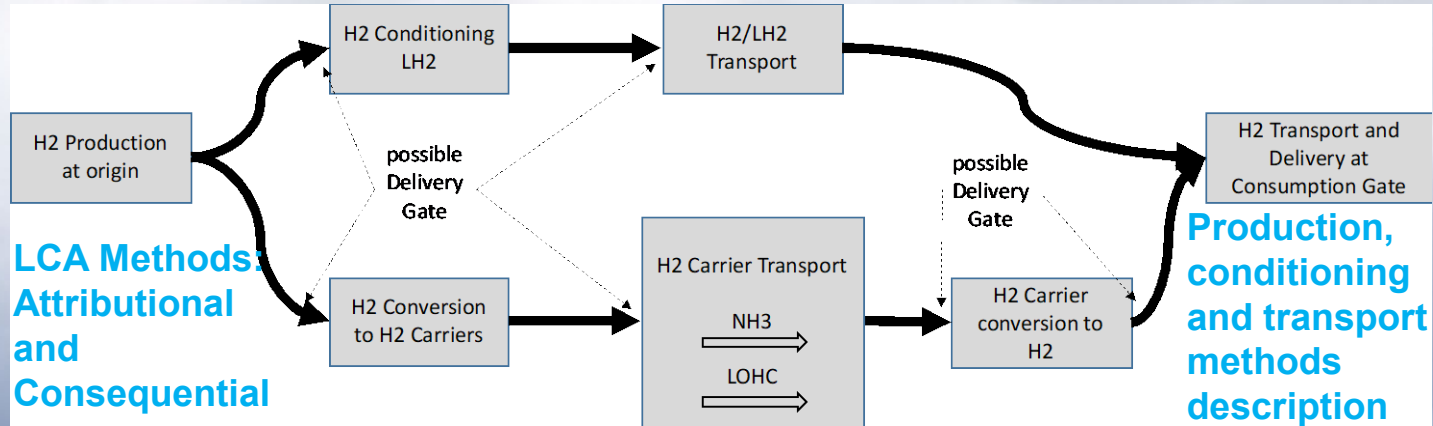 H2 Conditioning
LH2
H2/LH2
Transport
H2 Production
at origin
possible
Delivery
Gate
possible
Delivery
Gate
H2 Transport and
Delivery at
Consumption Gate
LCA Methods:
Attributional
and
Consequential
H2 Conversion
to H2 Carriers
H2 Carrier Transport
NH3
LOHC
H2 Carrier
conversion to
H2
Production,
conditioning
and transport
methods
description